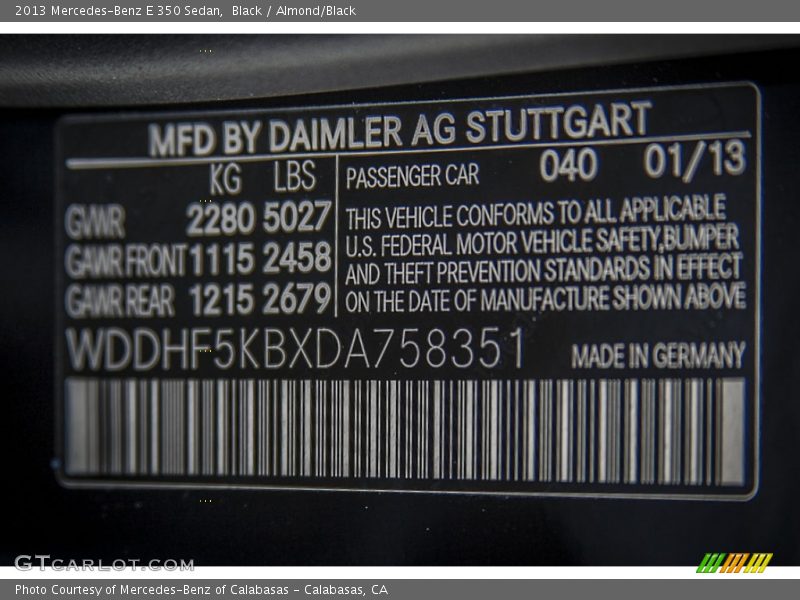 2013 Mercedes-Benz E 350 Sedan, Black / Almond/Black
MFD BY DAIMLER AG STUTTGART
KG LBS
GWR 2280 5027
GAWR FRONT 1115 2458
GAWR REAR 1215 2679
PASSENGER CAR 040 01/13
THIS VEHICLE CONFORMS TO ALL APPLICABLE
U.S. FEDERAL MOTOR VEHICLE SAFETY,BUMPER
AND THEFT PREVENTION STANDARDS IN EFFECT
ON THE DATE OF MANUFACTURE SHOWN ABOVE
WDDHF5KBXDA758351 MADE IN GERMANY
GTCARLOT.COM
Photo Courtesy of Mercedes-Benz of Calabasas - Calabasas, CA